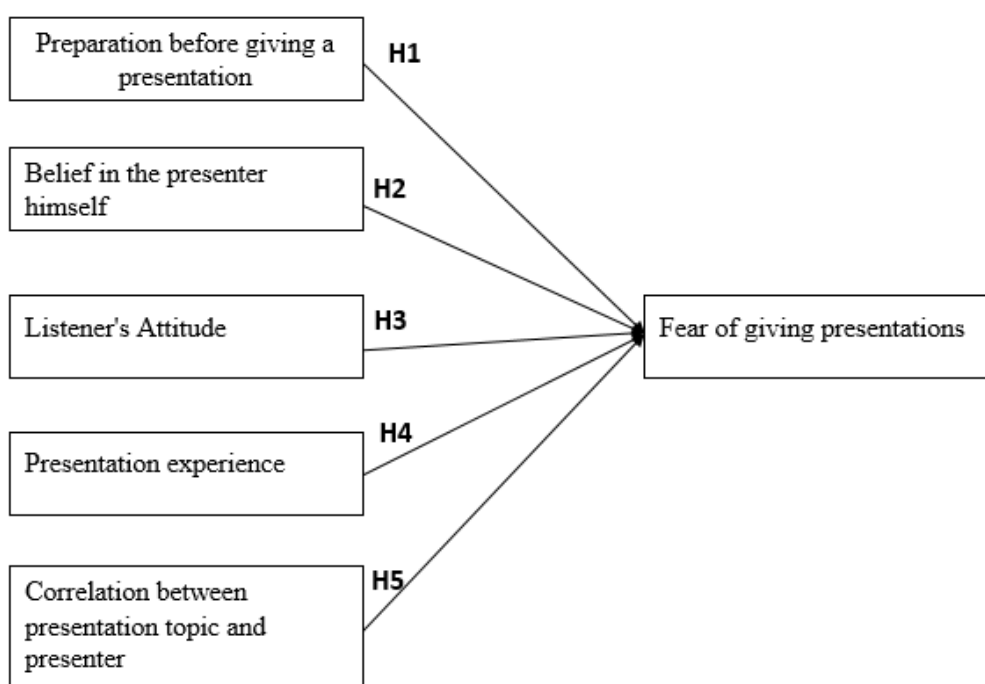 Preparation before giving a
presentation
H1
Belief in the presenter
himself
H2
Listener's Attitude
H3
Fear of giving presentations
Presentation experience
H4
Correlation between
presentation topic and
presenter
H5